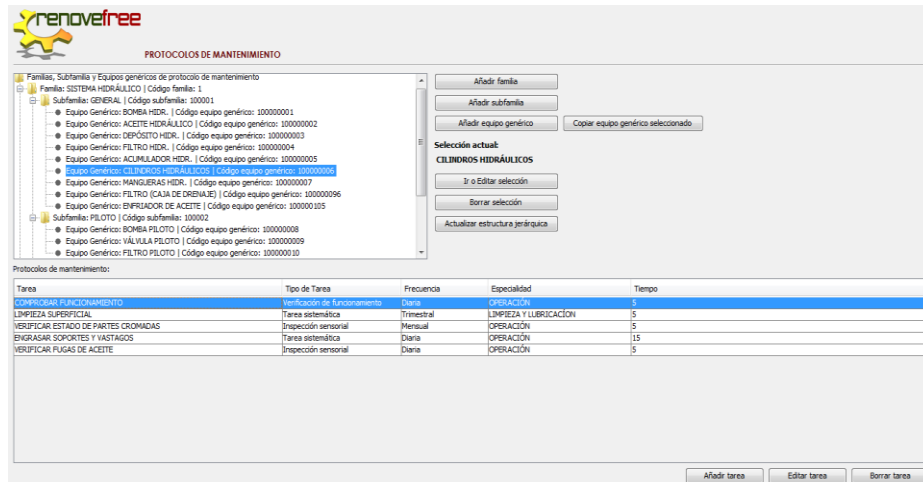 renovefree
PROTOCOLOS DE MANTENIMIENTO
Familias, Subfamilia y Equipos genéricos de protocolo de mantenimiento
Familia: SISTEMA HIDRÁULICO | Código familia: 1
Subfamilia: GENERAL | Código subfamilia: 100001
Equipo Genérico: BOMBA HIDR. | Código equipo genérico: 100000001
Equipo Genérico: ACEITE HIDRÁULICO | Código equipo genérico: 100000002
Equipo Genérico: DEPÓSITO HIDR. | Código equipo genérico: 100000003
Equipo Genérico: FILTRO HIDR. | Código equipo genérico: 100000004
Equipo Genérico: ACUMULADOR HIDR. | Código equipo genérico: 100000005
Equipo Genérico: CILINDROS HIDRÁULICOS | Código equipo genérico: 100000006
Equipo Genérico: MANGUERAS HIDR. | Código equipo genérico: 100000007
Equipo Genérico: FILTRO (CAJA DE DRENAJE) | Código equipo genérico: 100000096
Equipo Genérico: ENFRIADOR DE ACEITE | Código equipo genérico: 100000105
Subfamilia: PILOTO | Código subfamilia: 100002
Equipo Genérico: BOMBA PILOTO | Código equipo genérico: 100000008
Equipo Genérico: VÁLVULA PILOTO | Código equipo genérico: 100000009
Equipo Genérico: FILTRO PILOTO | Código equipo genérico: 100000010
Añadir familia
Añadir subfamilia
Añadir equipo genérico Copiar equipo genérico seleccionado
Selección actual:
CILINDROS HIDRÁULICOS
Ir o Editar selección
Borrar selección
Actualizar estructura jerárquica
Protocolos de mantenimiento:
Tarea Tipo de Tarea Frecuencia Especialidad Tiempo
COMPROBAR FUNCIONAMIENTO Verificación de funcionamiento Diaria OPERACIÓN 5
LIMPIEZA SUPERFICIAL Tarea sistemática Trimestral LIMPIEZA Y LUBRICACÍON 5
VERIFICAR ESTADO DE PARTES CROMADAS Inspección sensorial Mensual OPERACIÓN 5
ENGRASAR SOPORTES Y VASTAGOS Tarea sistemática Diaria OPERACIÓN 15
VERIFICAR FUGAS DE ACEITE Inspección sensorial Diaria OPERACIÓN 5
Añadir tarea Editar tarea Borrar tarea